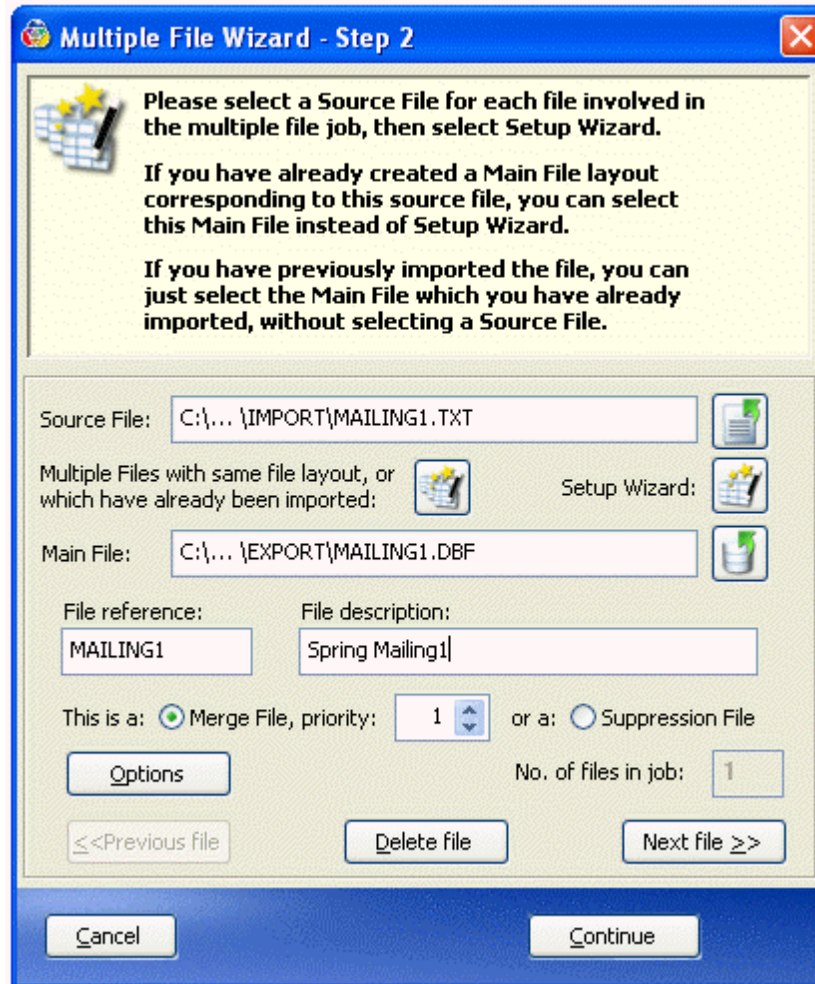 Multiple File Wizard - Step 2
Please select a Source File for each file involved in
the multiple file job, then select Setup Wizard.
If you have already created a Main File layout
corresponding to this source file, you can select
this Main File instead of Setup Wizard.
If you have previously imported the file, you can
just select the Main File which you have already
imported, without selecting a Source File.
Source File: C:\... \IMPORT\MAILING1.TXT
Multiple Files with same file layout, or
which have already been imported:
Setup Wizard:
Main File: C:\... \EXPORT\MAILING1.DBF
File reference: File description:
MAILING1 Spring Mailing1
This is a: Merge File, priority: 1 or a: Suppression File
Options No. of files in job: 1
<<Previous file Delete file Next file >>
Cancel Continue